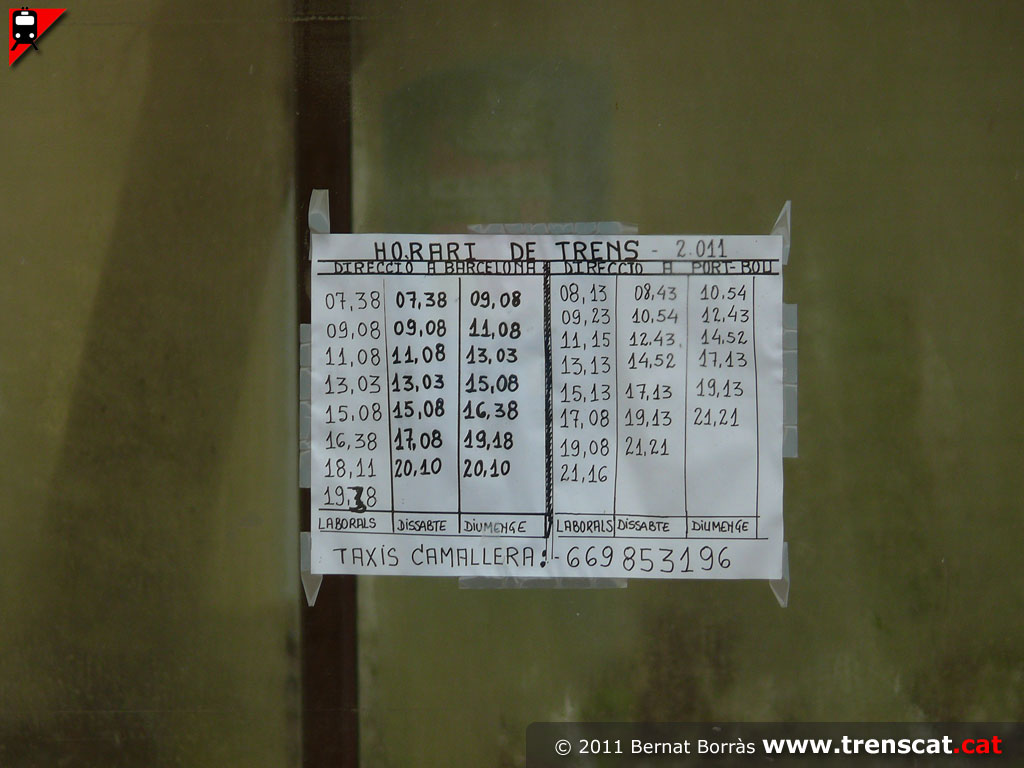 HORARI DE TRENS - 2.011
DIRECCIO A BARCELONA DIRECCIO A PORT-BOU
07,38 07,38 09,08 08,13 08,43 10.54
09,08 09,08 11,08 09,23 10,54 12,43
11,08 11,08 13,03 11,15 12.43. 14,52
13,03 13,03 15,08 13,13 14,52 17,13
15,08 15,08 16,38 15,13 17,13 19,13
16,38 17,08 19,18 17,08 19,13 21,21
18,11 20,10 20,10 19,08 21,21
19,38 21,16
LABORALS DISSABTE DIUMENGE LABORALS DISSABTE DIUMENGE
TAXIS CAMALLERA:-669853196
© 2011 Bernat Borràs www.trenscat.cat